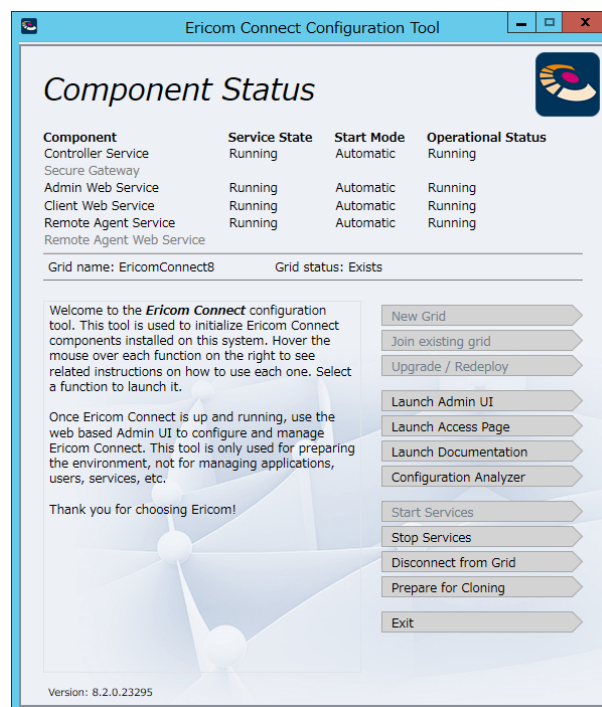 Ericom Connect Configuration Tool
Component Status
Component Service State Start Mode Operational Status
Controller Service Running Automatic Running
Secure Gateway
Admin Web Service Running Automatic Running
Client Web Service Running Automatic Running
Remote Agent Service Running Automatic Running
Remote Agent Web Service
Grid name: EricomConnect8 Grid status: Exists
Welcome to the Ericom Connect configuration
tool. This tool is used to initialize Ericom Connect
components installed on this system. Hover the
mouse over each function on the right to see
related instructions on how to use each one. Select
a function to launch it.
Once Ericom Connect is up and running, use the
web based Admin UI to configure and manage
Ericom Connect. This tool is only used for preparing
the environment, not for managing applications,
users, services, etc.
Thank you for choosing Ericom!
New Grid
Join existing grid
Upgrade / Redeploy
Launch Admin UI
Launch Access Page
Launch Documentation
Configuration Analyzer
Start Services
Stop Services
Disconnect from Grid
Prepare for Cloning
Exit
Version: 8.2.0.23295